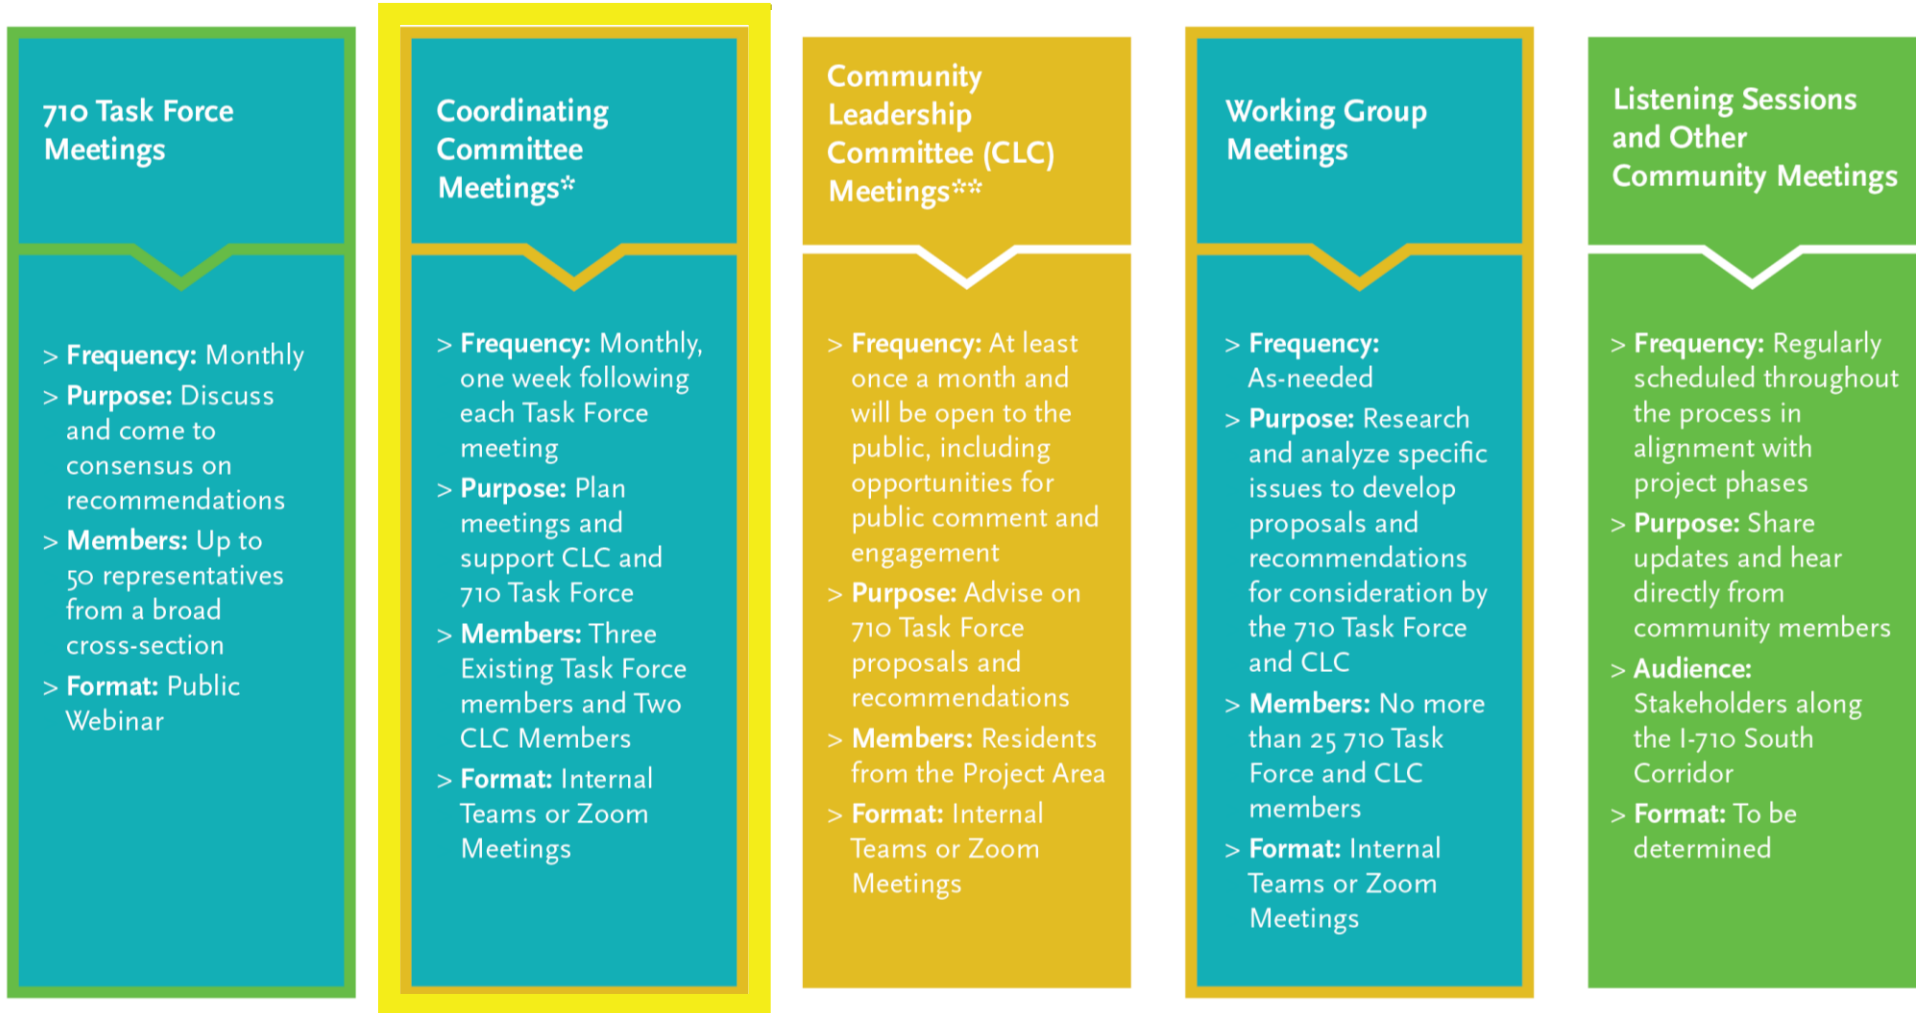 710 Task Force
Meetings
> Frequency: Monthly
> Purpose: Discuss
and come to
consensus on
recommendations
> Members: Up to
50 representatives
from a broad
cross-section
> Format: Public
Webinar
Coordinating
Committee
Meetings*
> Frequency: Monthly,
one week following
each Task Force
meeting
> Purpose: Plan
meetings and
support CLC and
710 Task Force
> Members: Three
Existing Task Force
members and Two
CLC Members
> Format: Internal
Teams or Zoom
Meetings
Community
Leadership
Committee (CLC)
Meetings**
> Frequency: At least
once a month and
will be open to the
public, including
opportunities for
public comment and
engagement
> Purpose: Advise on
710 Task Force
proposals and
recommendations
> Members: Residents
from the Project Area
> Format: Internal
Teams or Zoom
Meetings
Working Group
Meetings
> Frequency:
As-needed
> Purpose: Research
and analyze specific
issues to develop
proposals and
recommendations
for consideration by
the 710 Task Force
and CLC
> Members: No more
than 25 710 Task
Force and CLC
members
> Format: Internal
Teams or Zoom
Meetings
Listening Sessions
and Other
Community Meetings
> Frequency: Regularly
scheduled throughout
the process in
alignment with
project phases
> Purpose: Share
updates and hear
directly from
community members
> Audience:
Stakeholders along
the I-710 South
Corridor
> Format: To be
determined